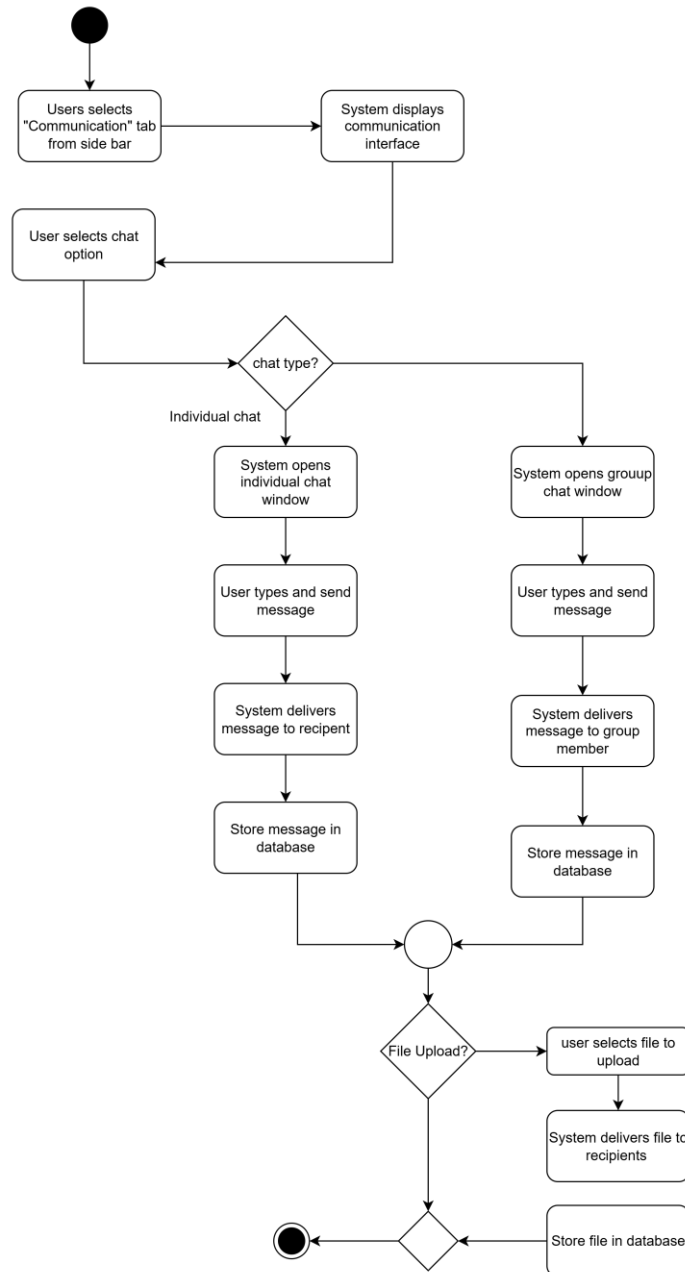 Users selects
"Communication" tab
from side bar
System displays
communication
interface
User selects chat
option
chat type?
Individual chat
System opens
individual chat
window
System opens grouup
chat window
User types and send
message
User types and send
message
System delivers
message to recipent
System delivers
message to group
member
Store message in
database
Store message in
database
File Upload?
user selects file to
upload
System delivers file to
recipients
Store file in database